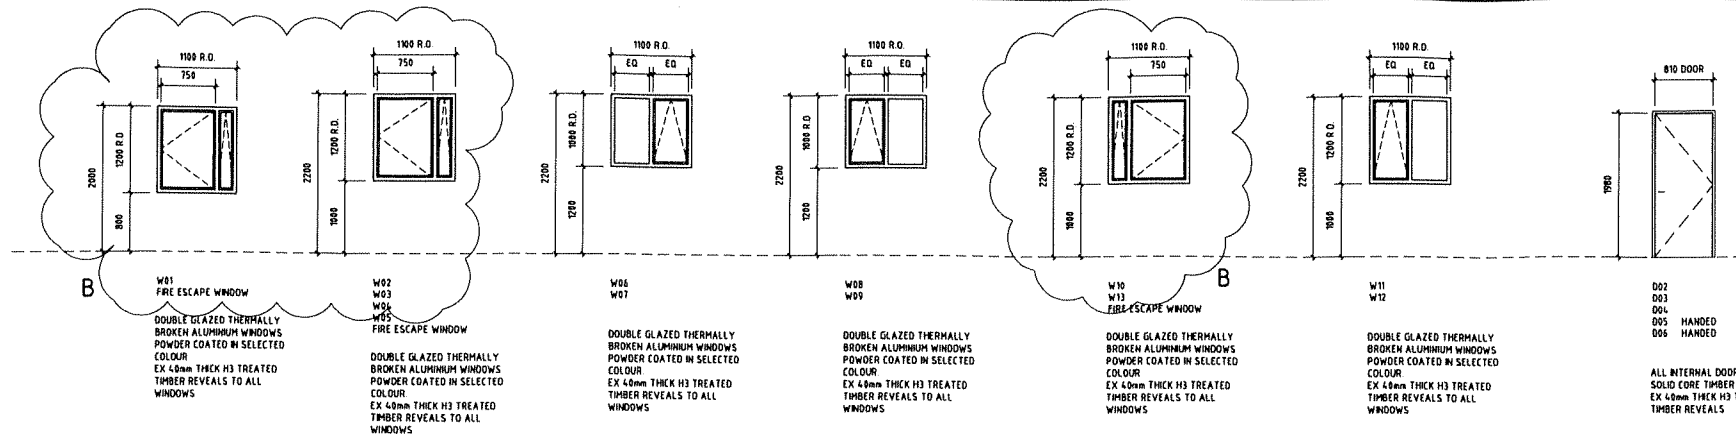 1100 R.O.
750
2000
1200 R.O
800
B
W01
FIRE ESCAPE WINDOW
DOUBLE GLAZED THERMALLY
BROKEN ALUMINIUM WINDOWS
POWDER COATED IN SELECTED
COLOUR
EX 40mm THICK H3 TREATED
TIMBER REVEALS TO ALL
WINDOWS
1100 R.O.
750
2200
1200 R.O.
1000
W02
W03
W04
W05
FIRE ESCAPE WINDOW
DOUBLE GLAZED THERMALLY
BROKEN ALUMINIUM WINDOWS
POWDER COATED IN SELECTED
COLOUR.
EX 40mm THICK H3 TREATED
TIMBER REVEALS TO ALL
WINDOWS
1100 R.O.
EQ EQ
2200
1000 R.O.
1200
W06
W07
DOUBLE GLAZED THERMALLY
BROKEN ALUMINIUM WINDOWS
POWDER COATED IN SELECTED
COLOUR.
EX 40mm THICK H3 TREATED
TIMBER REVEALS TO ALL
WINDOWS
1100 R.O.
EQ EQ
2200
1000 R.O.
1200
W08
W09
DOUBLE GLAZED THERMALLY
BROKEN ALUMINIUM WINDOWS
POWDER COATED IN SELECTED
COLOUR.
EX 40mm THICK H3 TREATED
TIMBER REVEALS TO ALL
WINDOWS
1100 R.O.
750
2200
1200 R.O.
1000
B
W10
W13
FIRE ESCAPE WINDOW
DOUBLE GLAZED THERMALLY
BROKEN ALUMINIUM WINDOWS
POWDER COATED IN SELECTED
COLOUR
EX 40mm THICK H3 TREATED
TIMBER REVEALS TO ALL
WINDOWS
1100 R.O.
EQ EQ
2200
1200 R.O.
1000
W11
W12
DOUBLE GLAZED THERMALLY
BROKEN ALUMINIUM WINDOWS
POWDER COATED IN SELECTED
COLOUR.
EX 40mm THICK H3 TREATED
TIMBER REVEALS TO ALL
WINDOWS
810 DOOR
1980
D02
D03
D04
D05 HANDED
D06 HANDED
ALL INTERNAL DOOR
SOLID CORE TIMBER
EX 40mm THICK H3
TIMBER REVEALS